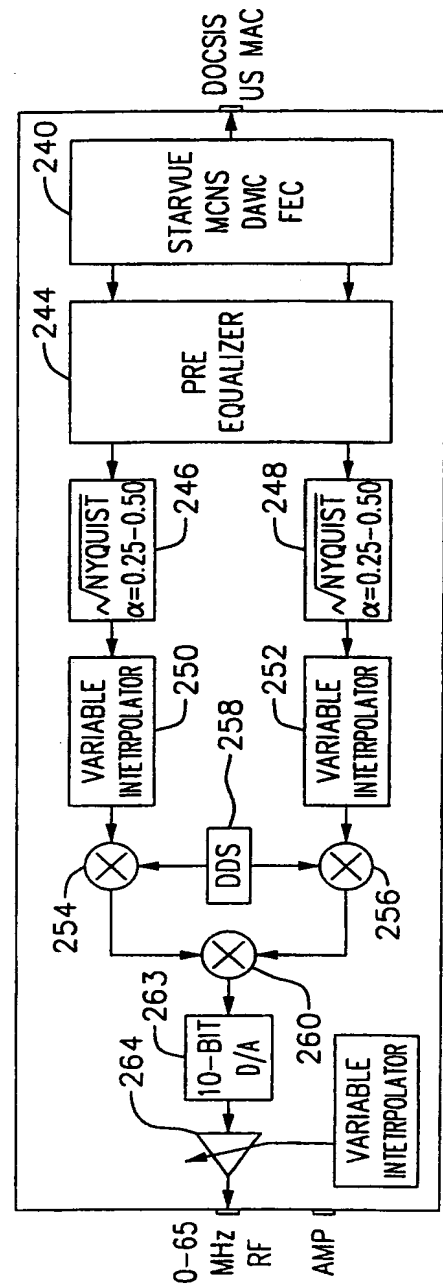 0-65
MHz
RF
AMP
264
263
10-BIT
D/A
260
254
256
258
DDS
250
VARIABLE
INTETRPOLATOR
252
VARIABLE
INTETRPOLATOR
VARIABLE
INTETRPOLATOR
246
√NYQUIST
α=0.25-0.50
248
√NYQUIST
α=0.25-0.50
244
PRE
EQUALIZER
240
STARVUE
MCNS
DAVIC
FEC
DOCSIS
US MAC